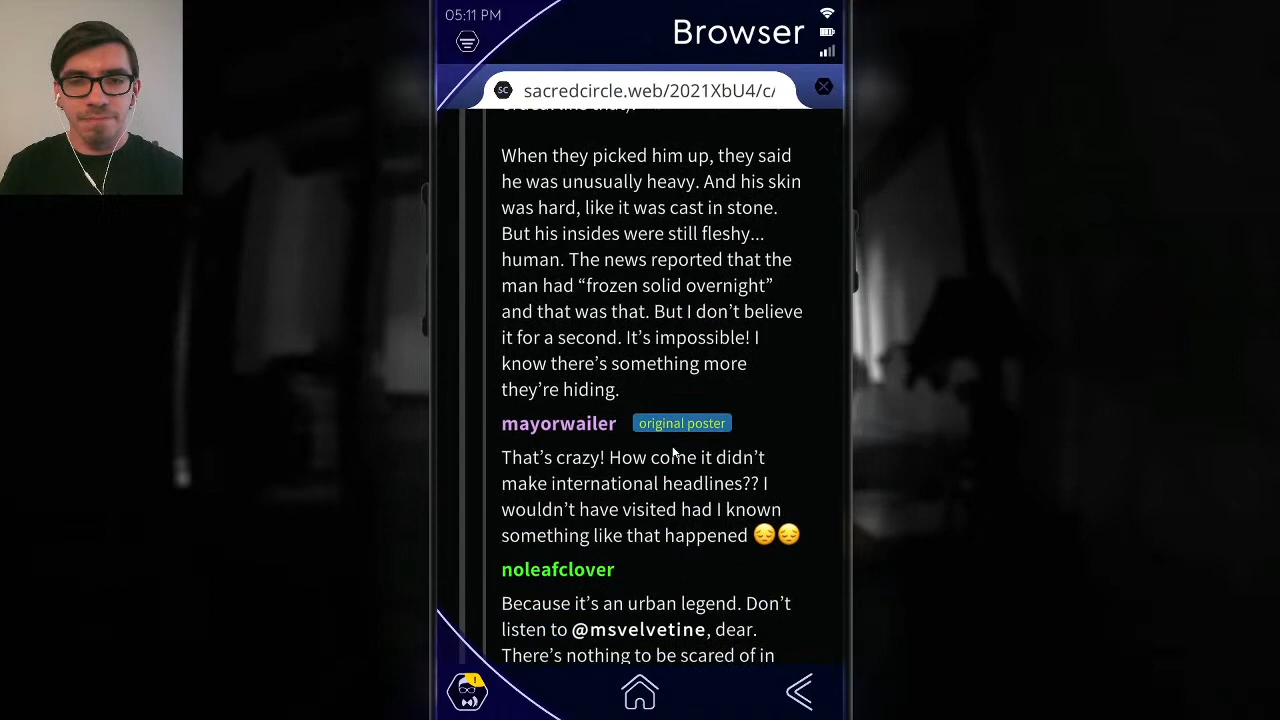 05:11 PM
Browser
SC
sacredcircle.web/2021XbU4/c/
When they picked him up, they said
he was unusually heavy. And his skin
was hard, like it was cast in stone.
But his insides were still fleshy...
human. The news reported that the
man had “frozen solid overnight”
and that was that. But I don’t believe
it for a second. It’s impossible! I
know there’s something more
they’re hiding.
mayorwailer original poster
That’s crazy! How come it didn’t
make international headlines?? I
wouldn’t have visited had I known
something like that happened 😔😔
noleafclover
Because it’s an urban legend. Don’t
listen to @msvelvetine, dear.
There’s nothing to be scared of in